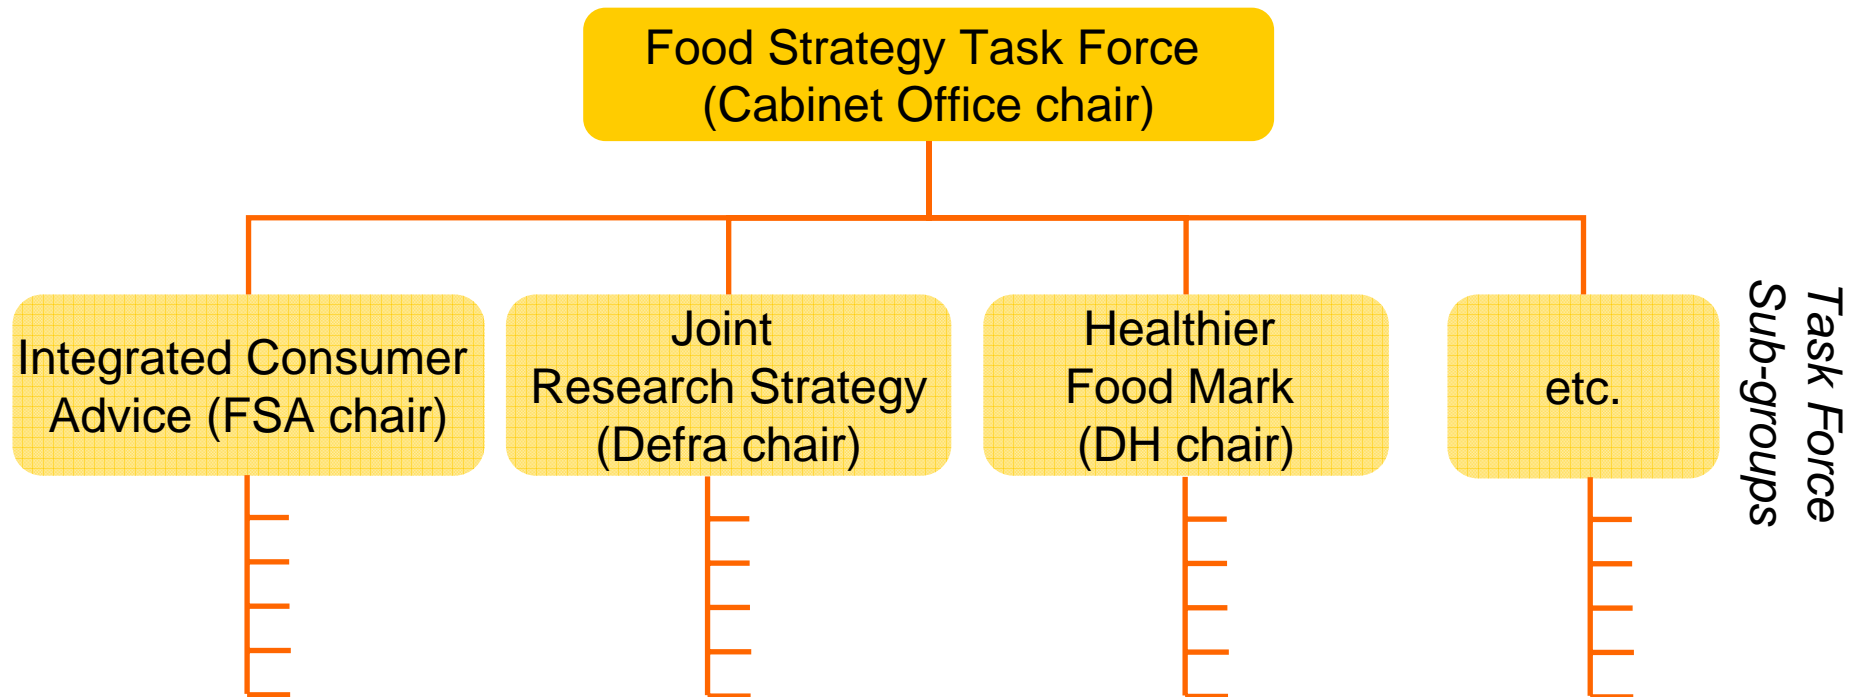 Food Strategy Task Force
(Cabinet Office chair)
Integrated Consumer
Advice (FSA chair)
Joint
Research Strategy
(Defra chair)
Healthier
Food Mark
(DH chair)
etc.
Task Force
Sub-groups